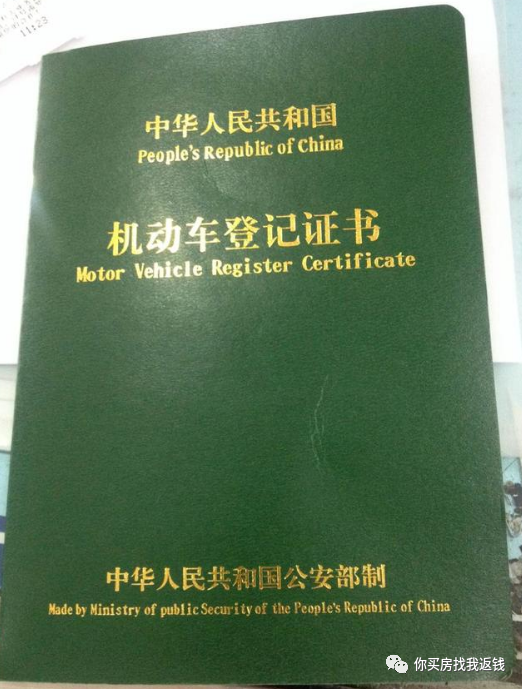 11:23
中华人民共和国
People's Republic of China
机动车登记证书
Motor Vehicle Register Certificate
中华人民共和国公安部制
Made by Ministry of public Security of the People's Republic of China
你买房找我返钱